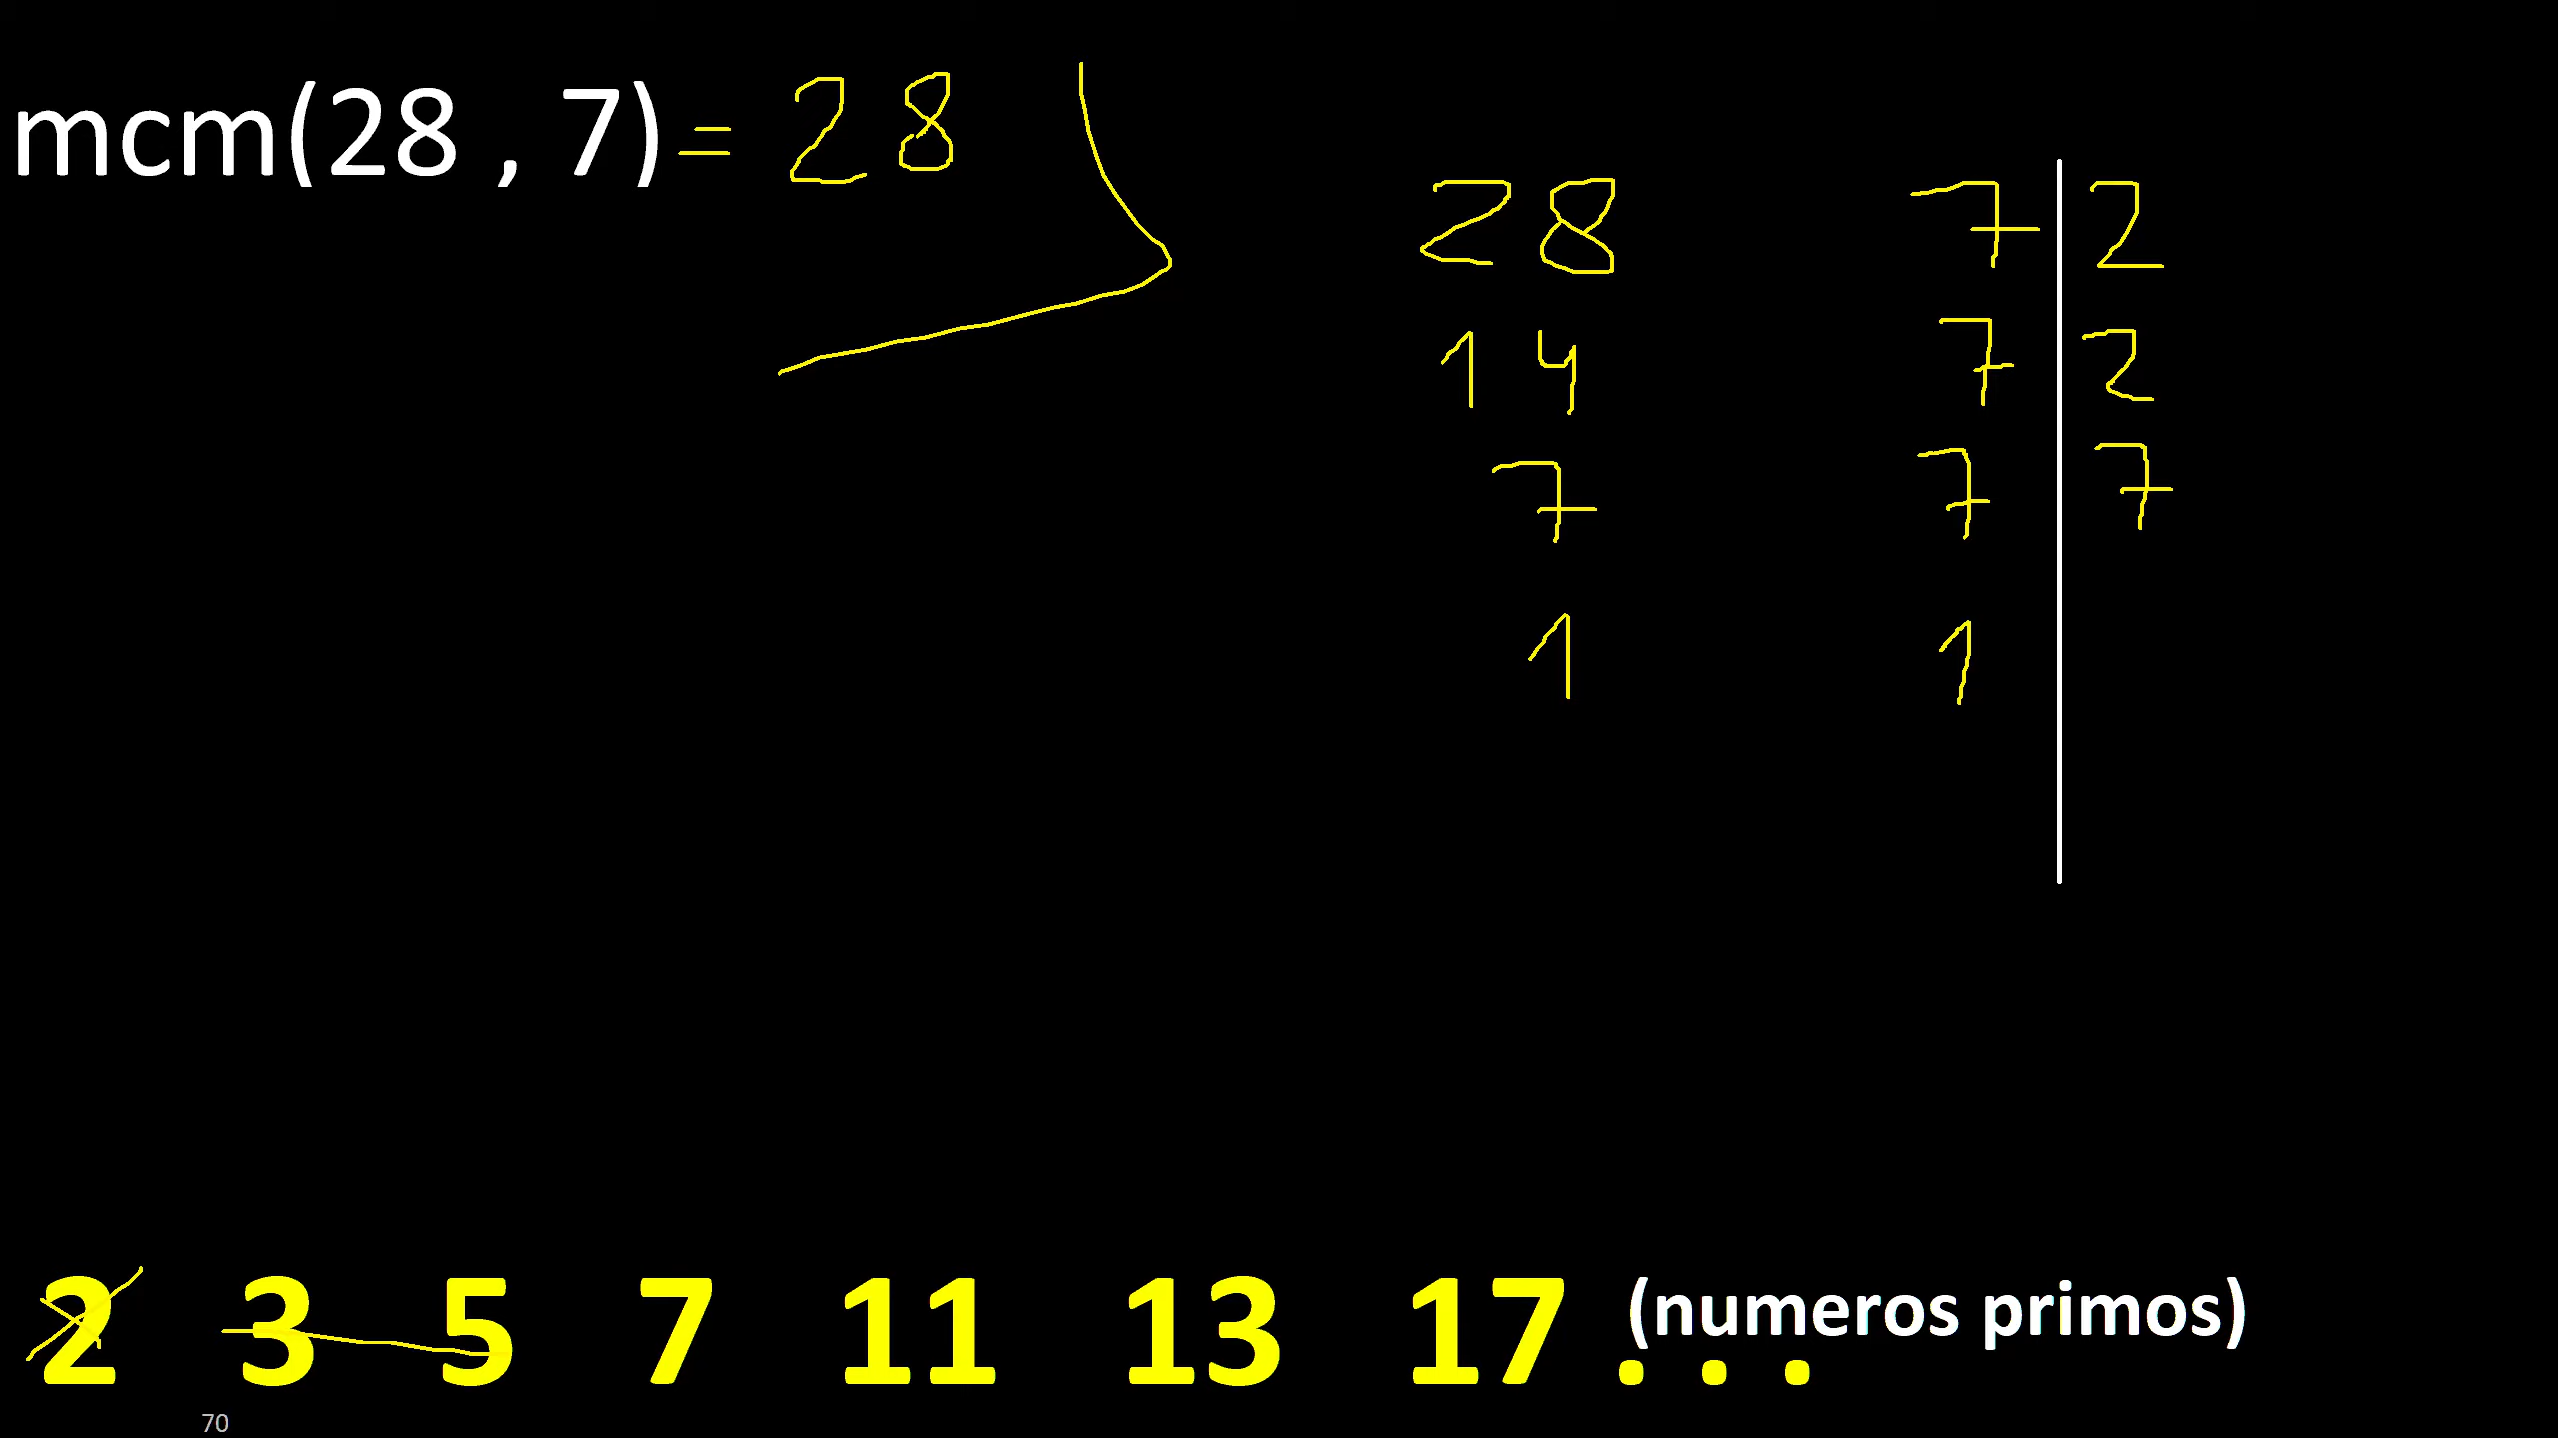 mcm(28 , 7) = 28
28 7 2
14 7 2
7 7 7
1 1
2 3 5 7 11 13 17 . . . (numeros primos)
70